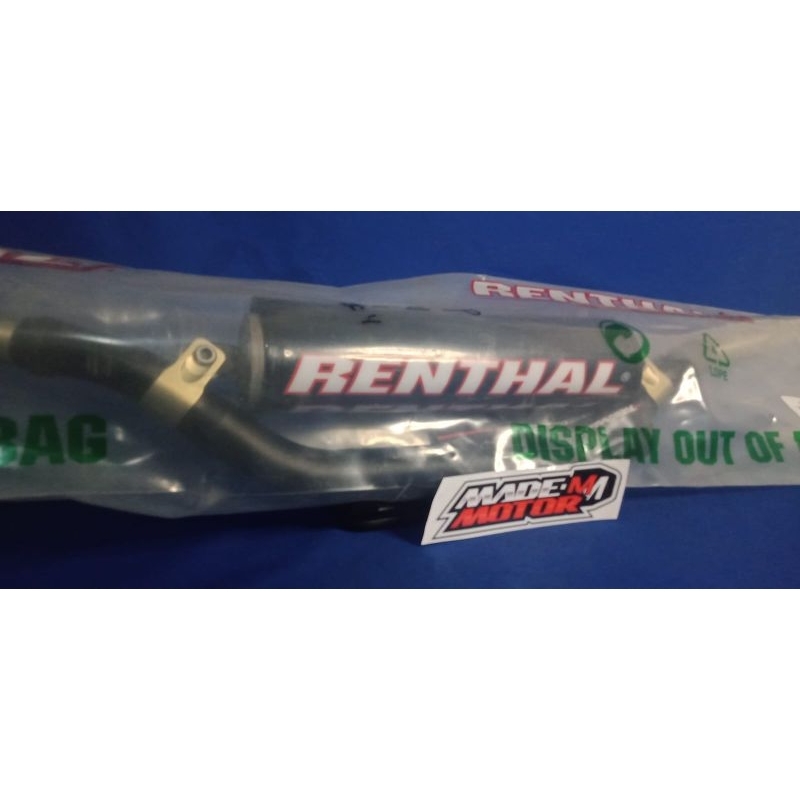 RENTHAL
RENTHAL
BAG
DISPLAY OUT OF
MADE-M
MOTOR